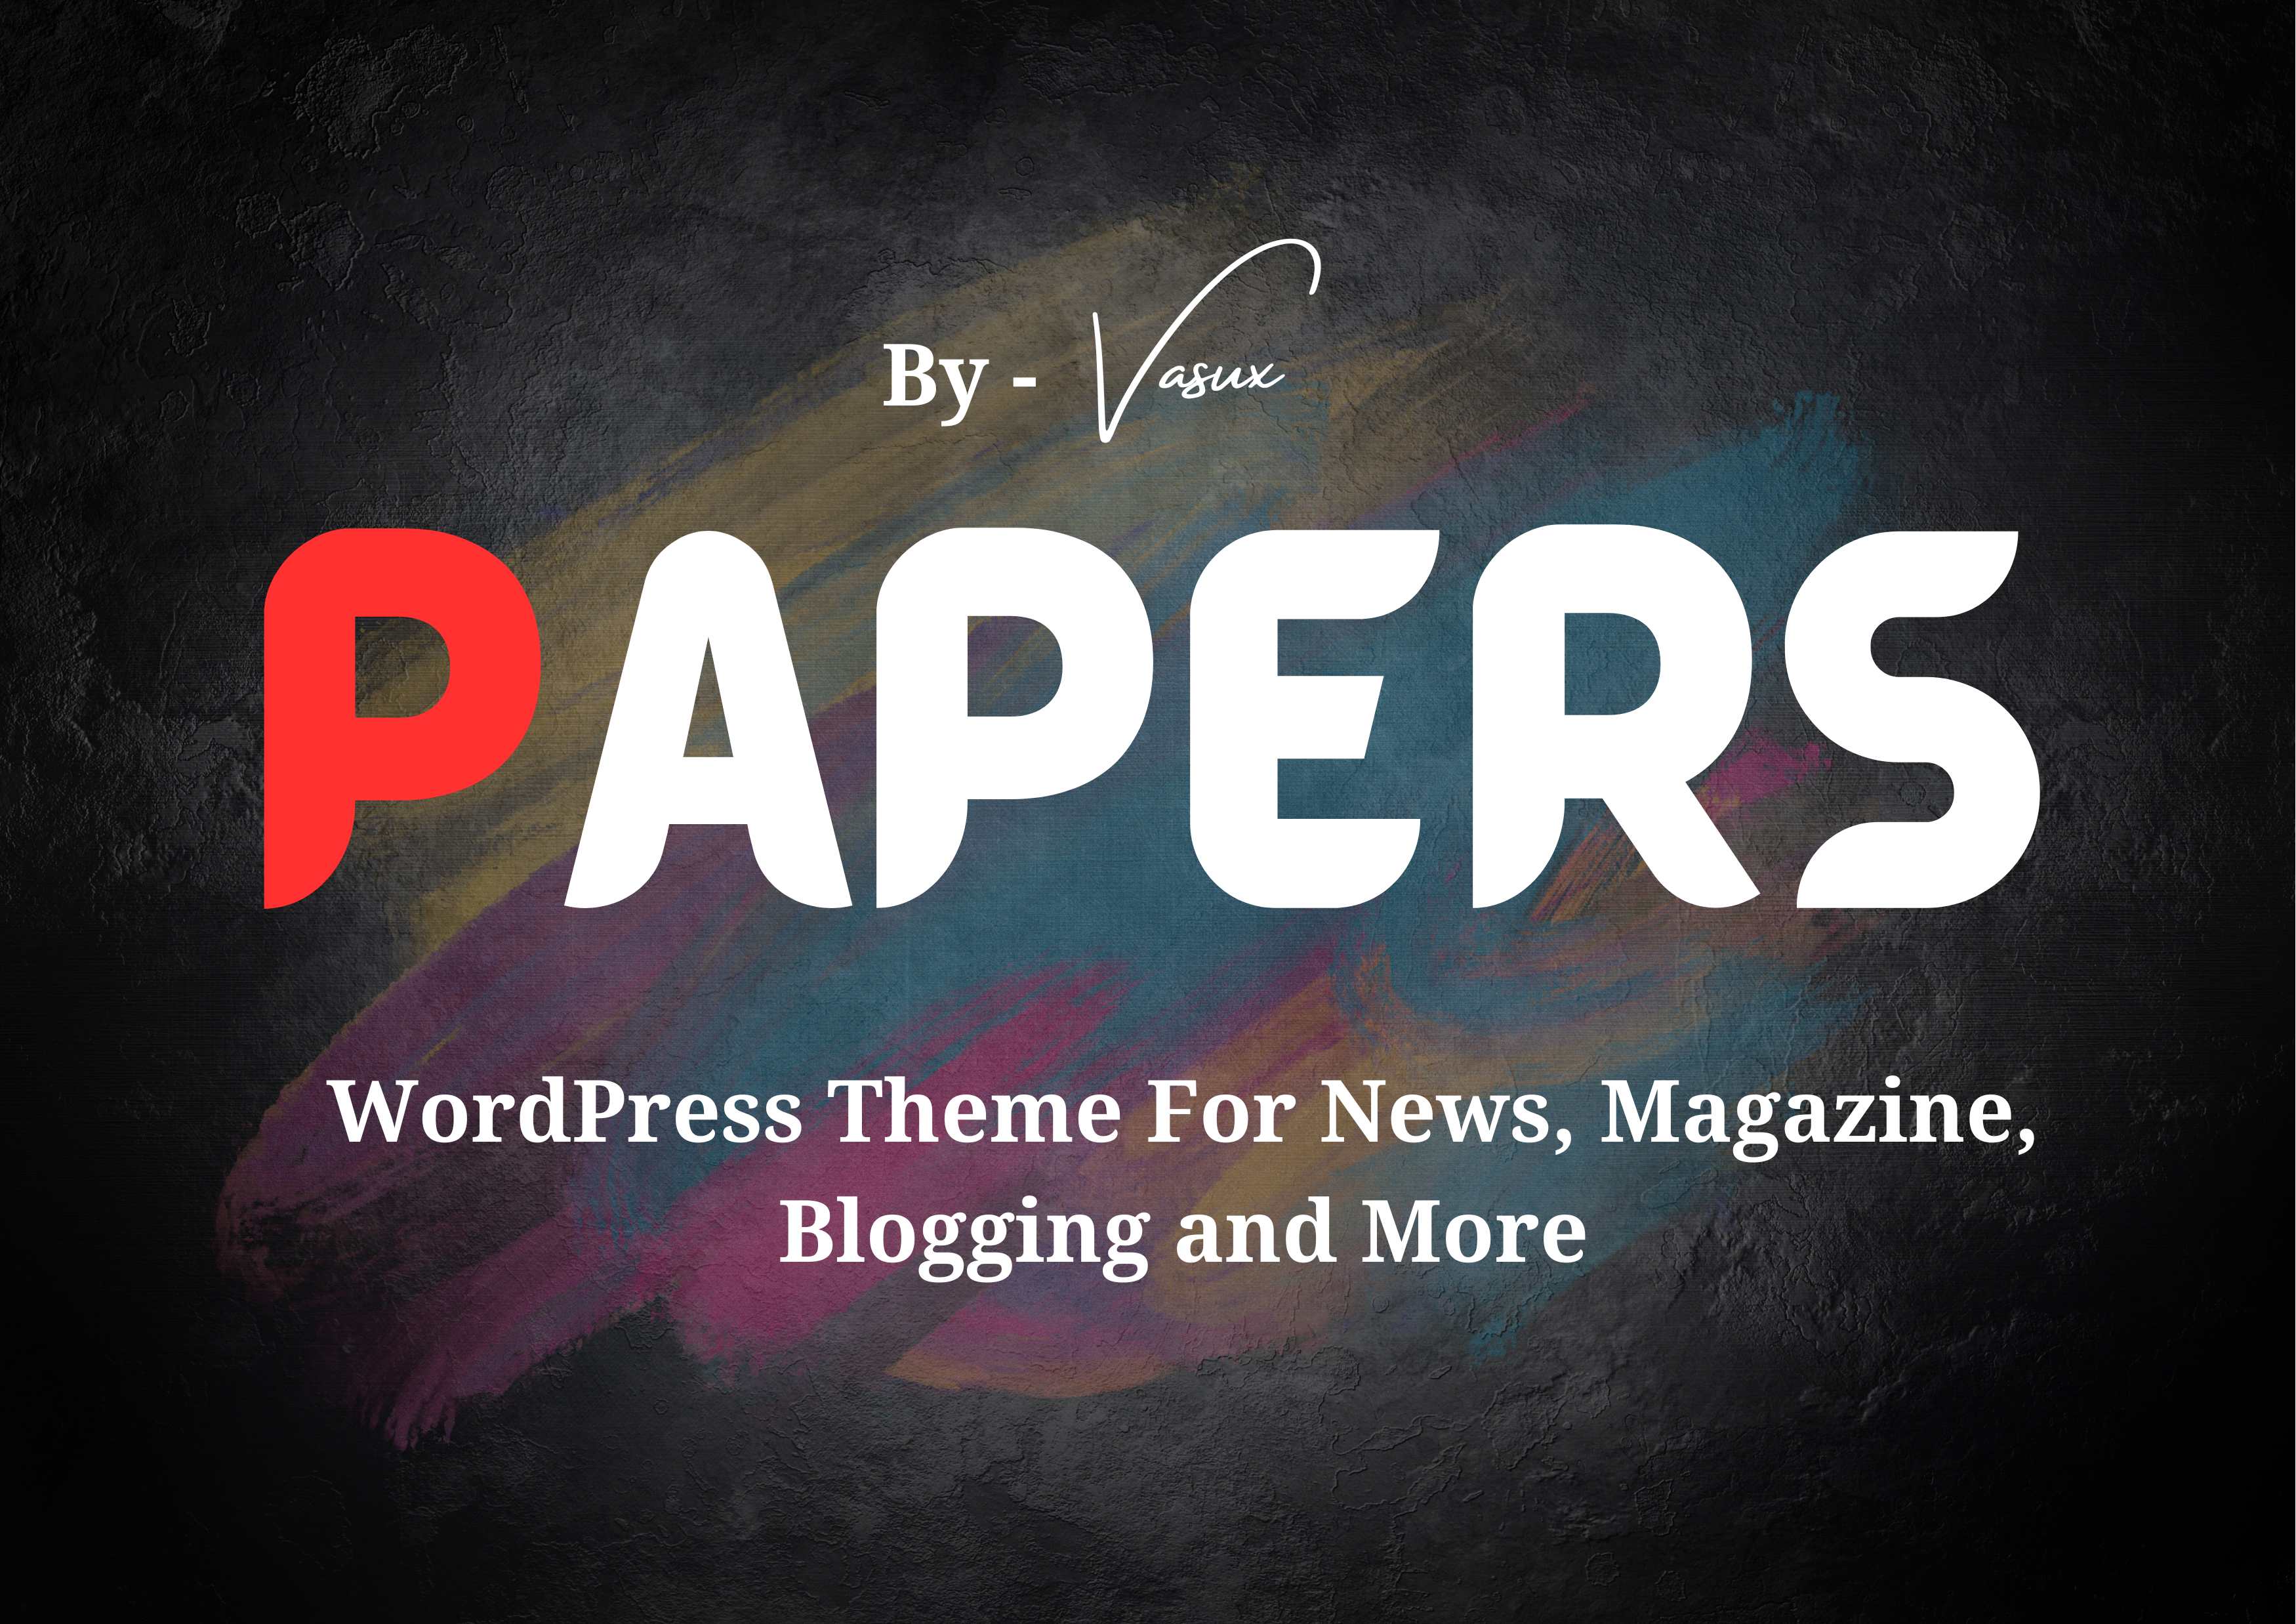 By - Vasux
PAPERS
WordPress Theme For News, Magazine,
Blogging and More